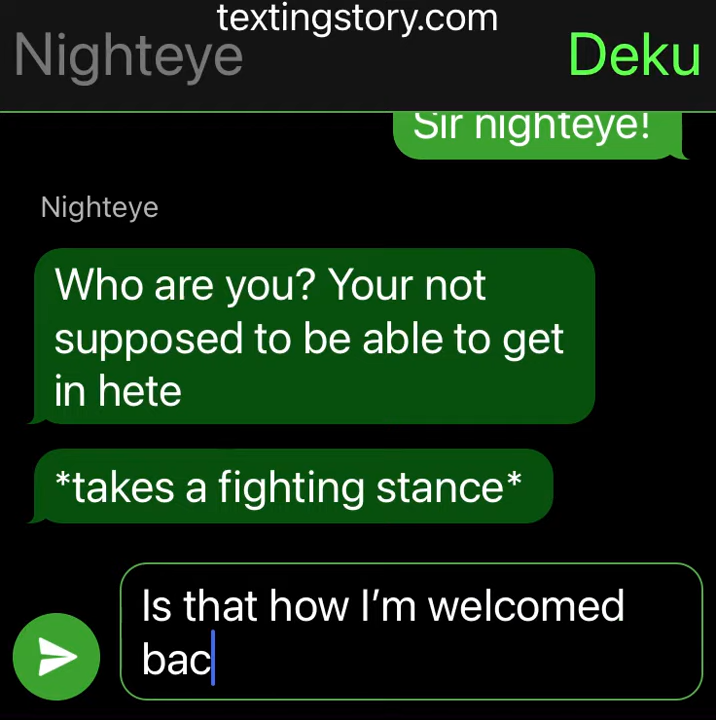 textingstory.com
Nighteye
Deku
Sir nighteye!
Nighteye
Who are you? Your not
supposed to be able to get
in hete
*takes a fighting stance*
Is that how I'm welcomed
bac